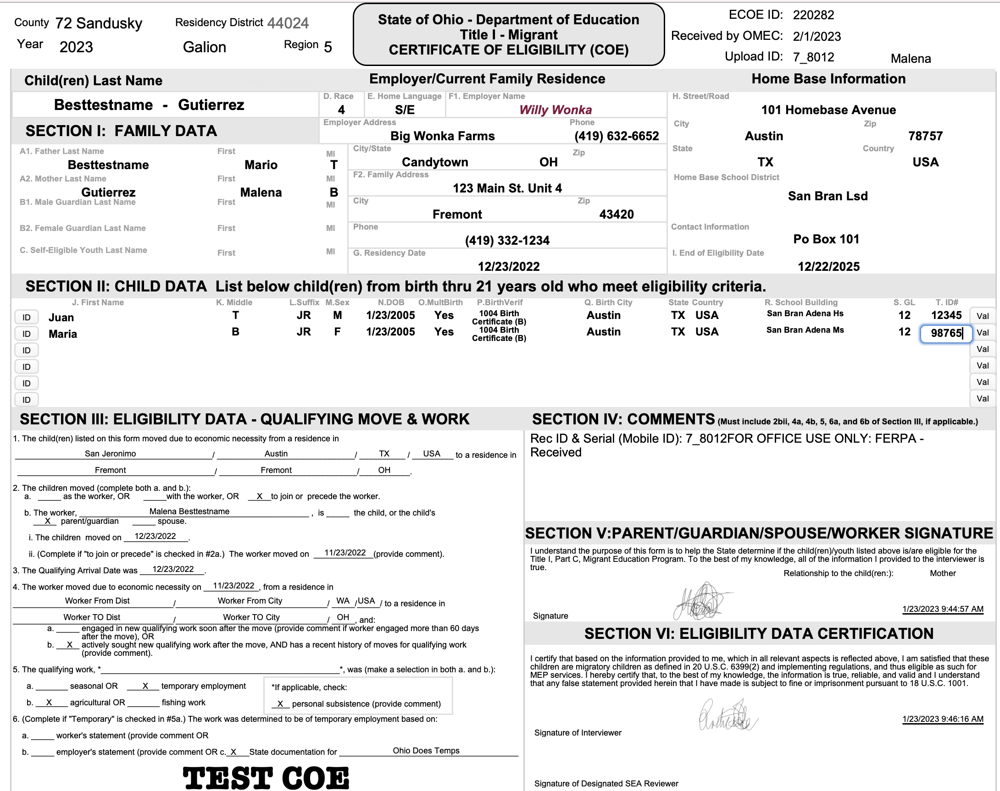 County 72 Sandusky Residency District 44024
Year 2023 Galion Region 5
State of Ohio - Department of Education
Title I - Migrant
CERTIFICATE OF ELIGIBILITY (COE)
ECOE ID: 220282
Received by OMEC: 2/1/2023
Upload ID: 7_8012 Malena
Child(ren) Last Name Employer/Current Family Residence Home Base Information
Besttestname - Gutierrez
D. Race E. Home Language F1. Employer Name
4 S/E Willy Wonka
H. Street/Road
101 Homebase Avenue
SECTION I: FAMILY DATA
Employer Address Phone
Big Wonka Farms (419) 632-6652
City Zip
Austin 78757
A1. Father Last Name First MI
Besttestname Mario T
City/State Zip
Candytown OH
State Country
TX USA
A2. Mother Last Name First MI
Gutierrez Malena B
F2. Family Address
123 Main St. Unit 4
Home Base School District
San Bran Lsd
B1. Male Guardian Last Name First MI
City Zip
Fremont 43420
B2. Female Guardian Last Name First MI
Phone
(419) 332-1234
Contact Information
Po Box 101
C. Self-Eligible Youth Last Name First MI
G. Residency Date
12/23/2022
I. End of Eligibility Date
12/22/2025
SECTION II: CHILD DATA List below child(ren) from birth thru 21 years old who meet eligibility criteria.
J. First Name K. Middle L.Suffix M.Sex N.DOB O.MultBirth P.BirthVerif Q. Birth City State Country R. School Building S. GL T. ID#
ID Juan T JR M 1/23/2005 Yes 1004 Birth Certificate (B) Austin TX USA San Bran Adena Hs 12 12345 Val
ID Maria B JR F 1/23/2005 Yes 1004 Birth Certificate (B) Austin TX USA San Bran Adena Ms 12 98765 Val
ID Val
ID Val
ID Val
ID Val
SECTION III: ELIGIBILITY DATA - QUALIFYING MOVE & WORK
1. The child(ren) listed on this form moved due to economic necessity from a residence in
San Jeronimo / Austin / TX / USA to a residence in
Fremont / Fremont / OH .
2. The children moved (complete both a. and b.):
a. _____ as the worker, OR _____with the worker, OR X to join or precede the worker.
b. The worker, Malena Besttestname , is _____ the child, or the child's
X parent/guardian _____ spouse.
i. The children moved on 12/23/2022 .
ii. (Complete if "to join or precede" is checked in #2a.) The worker moved on 11/23/2022 (provide comment).
3. The Qualifying Arrival Date was 12/23/2022 .
4. The worker moved due to economic necessity on 11/23/2022 , from a residence in
Worker From Dist / Worker From City / WA / USA / to a residence in
Worker TO Dist / Worker TO City / OH , and:
a. _____ engaged in new qualifying work soon after the move (provide comment if worker engaged more than 60 days
after the move), OR
b. X actively sought new qualifying work after the move, AND has a recent history of moves for qualifying work
(provide comment).
5. The qualifying work, *_____*, was (make a selection in both a. and b.):
a. _____ seasonal OR X temporary employment
b. X agricultural OR _____ fishing work
*If applicable, check:
X personal subsistence (provide comment)
6. (Complete if "Temporary" is checked in #5a.) The work was determined to be of temporary employment based on:
a. _____ worker's statement (provide comment OR
b. _____ employer's statement (provide comment OR c. X State documentation for Ohio Does Temps
TEST COE
SECTION IV: COMMENTS (Must include 2bii, 4a, 4b, 5, 6a, and 6b of Section III, if applicable.)
Rec ID & Serial (Mobile ID): 7_8012FOR OFFICE USE ONLY: FERPA -
Received
SECTION V:PARENT/GUARDIAN/SPOUSE/WORKER SIGNATURE
I understand the purpose of this form is to help the State determine if the child(ren)/youth listed above is/are eligible for the
Title I, Part C, Migrant Education Program. To the best of my knowledge, all of the information I provided to the interviewer is
true.
Relationship to the child(ren:): Mother
Signature 1/23/2023 9:44:57 AM
SECTION VI: ELIGIBILITY DATA CERTIFICATION
I certify that based on the information provided to me, which in all relevant aspects is reflected above, I am satisfied that these
children are migratory children as defined in 20 U.S.C. 6399(2) and implementing regulations, and thus eligible as such for
MEP services. I hereby certify that, to the best of my knowledge, the information is true, reliable, and valid and I understand
that any false statement provided herein that I have made is subject to fine or imprisonment pursuant to 18 U.S.C. 1001.
1/23/2023 9:46:16 AM
Signature of Interviewer
Signature of Designated SEA Reviewer